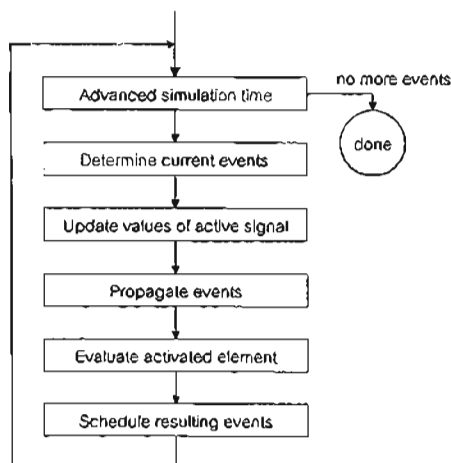 no more events
Advanced simulation time
done
Determine current events
Update values of active signal
Propagate events
Evaluate activated element
Schedule resulting events